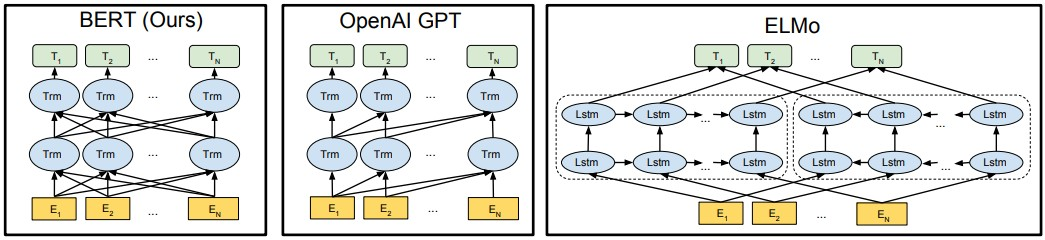 BERT (Ours)
T1 T2 ... TN
Trm Trm ... Trm
Trm Trm ... Trm
E1 E2 ... EN
OpenAI GPT
T1 T2 ... TN
Trm Trm ... Trm
Trm Trm ... Trm
E1 E2 ... EN
ELMo
T1 T2 ... TN
Lstm Lstm ... Lstm Lstm Lstm ... Lstm
Lstm Lstm ... Lstm Lstm Lstm ... Lstm
E1 E2 ... EN